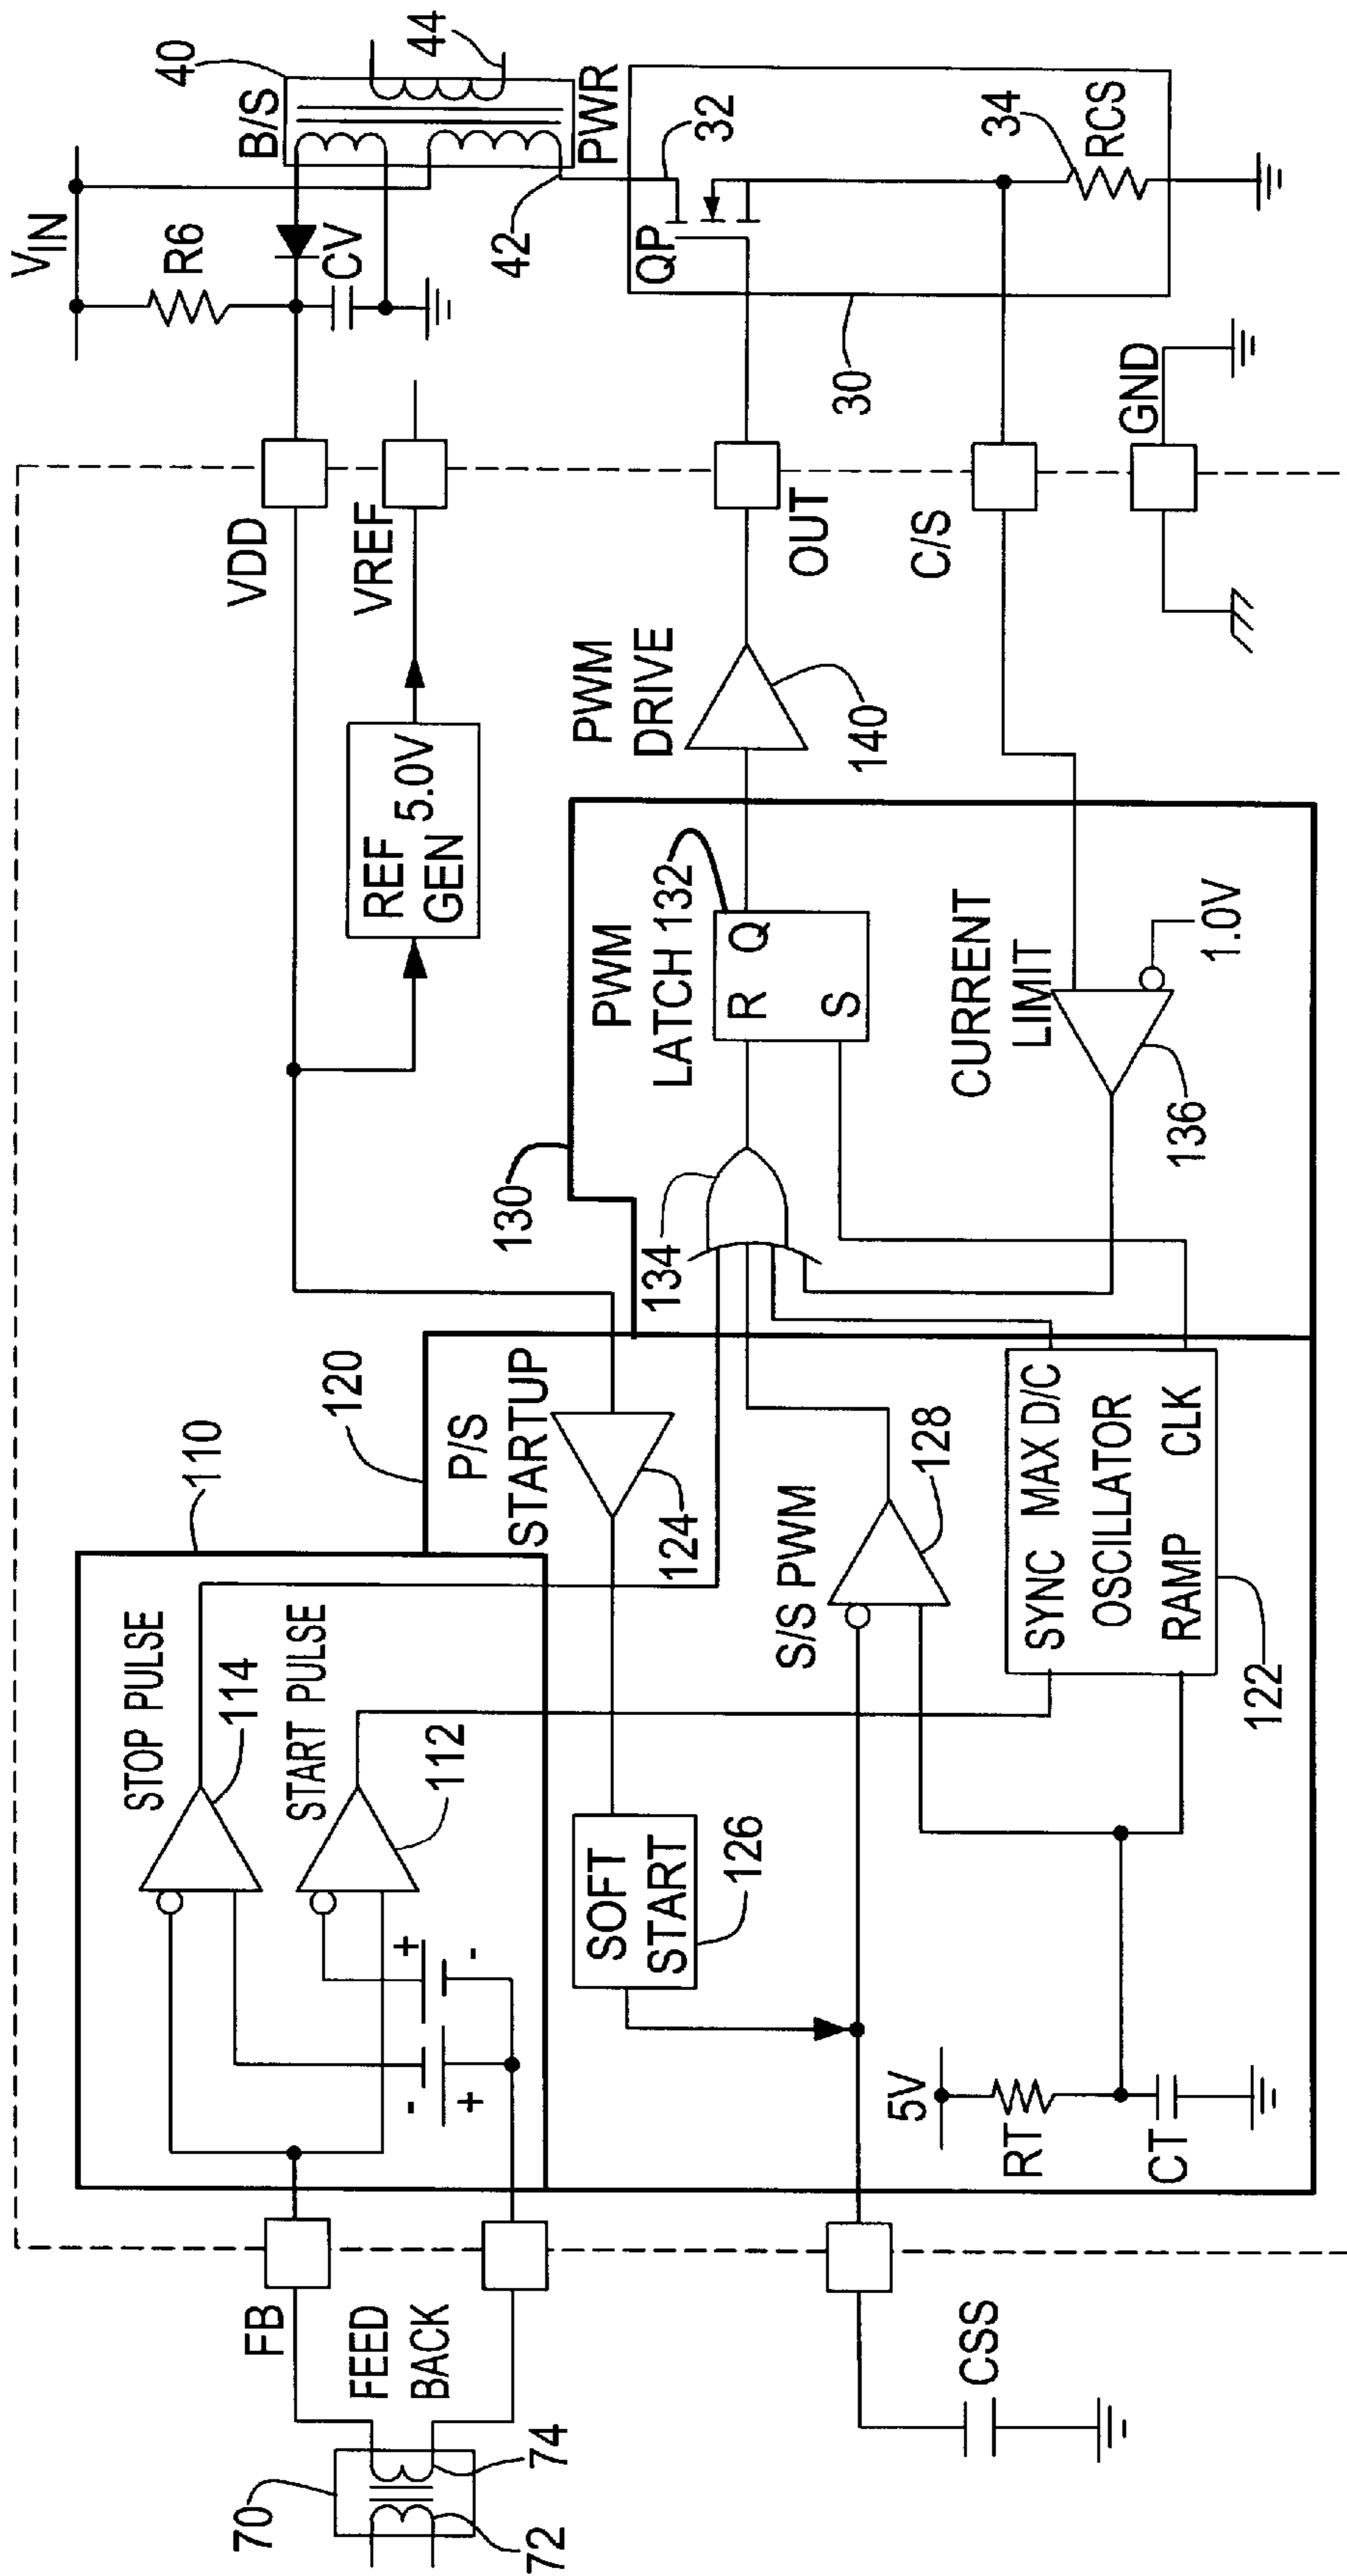 V_IN
40
B/S
44
R6
CV
42
PWR
32
QP
34
RCS
30
VDD
VREF
OUT
C/S
GND
REF 5.0V
GEN
PWM
DRIVE
140
130
PWM
LATCH 132
R Q
S
134
CURRENT
LIMIT
1.0V
136
110
120
P/S
STARTUP
124
STOP PULSE
114
START PULSE
112
+
-
-
+
SOFT
START
126
S/S PWM
128
SYNC MAX D/C
OSCILLATOR
RAMP CLK
122
5V
RT
CT
FB
FEED
BACK
70
74
72
CSS